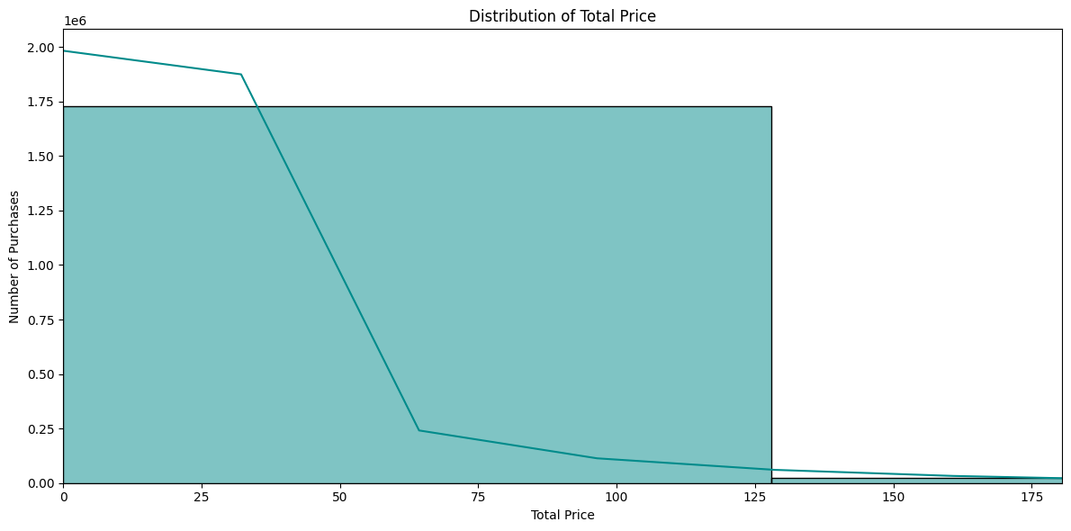 Distribution of Total Price
1e6
2.00
1.75
1.50
1.25
1.00
0.75
0.50
0.25
0.00
Number of Purchases
0 25 50 75 100 125 150 175
Total Price